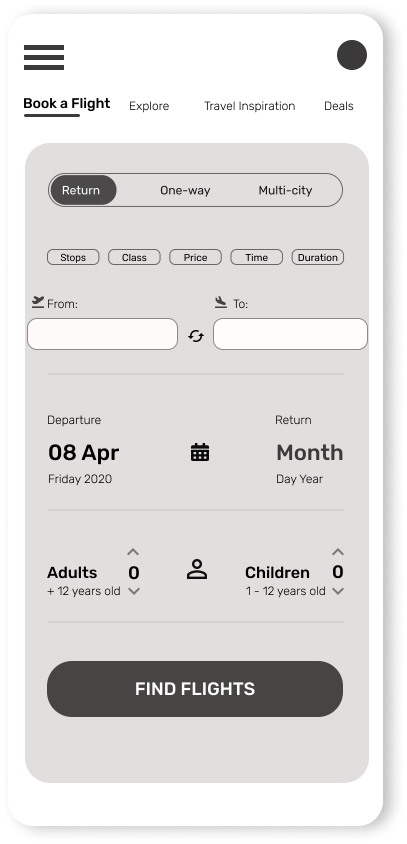 Book a Flight Explore Travel Inspiration Deals
Return One-way Multi-city
Stops Class Price Time Duration
From: To:
Departure Return
08 Apr Month
Friday 2020 Day Year
Adults 0 Children 0
+ 12 years old 1 - 12 years old
FIND FLIGHTS